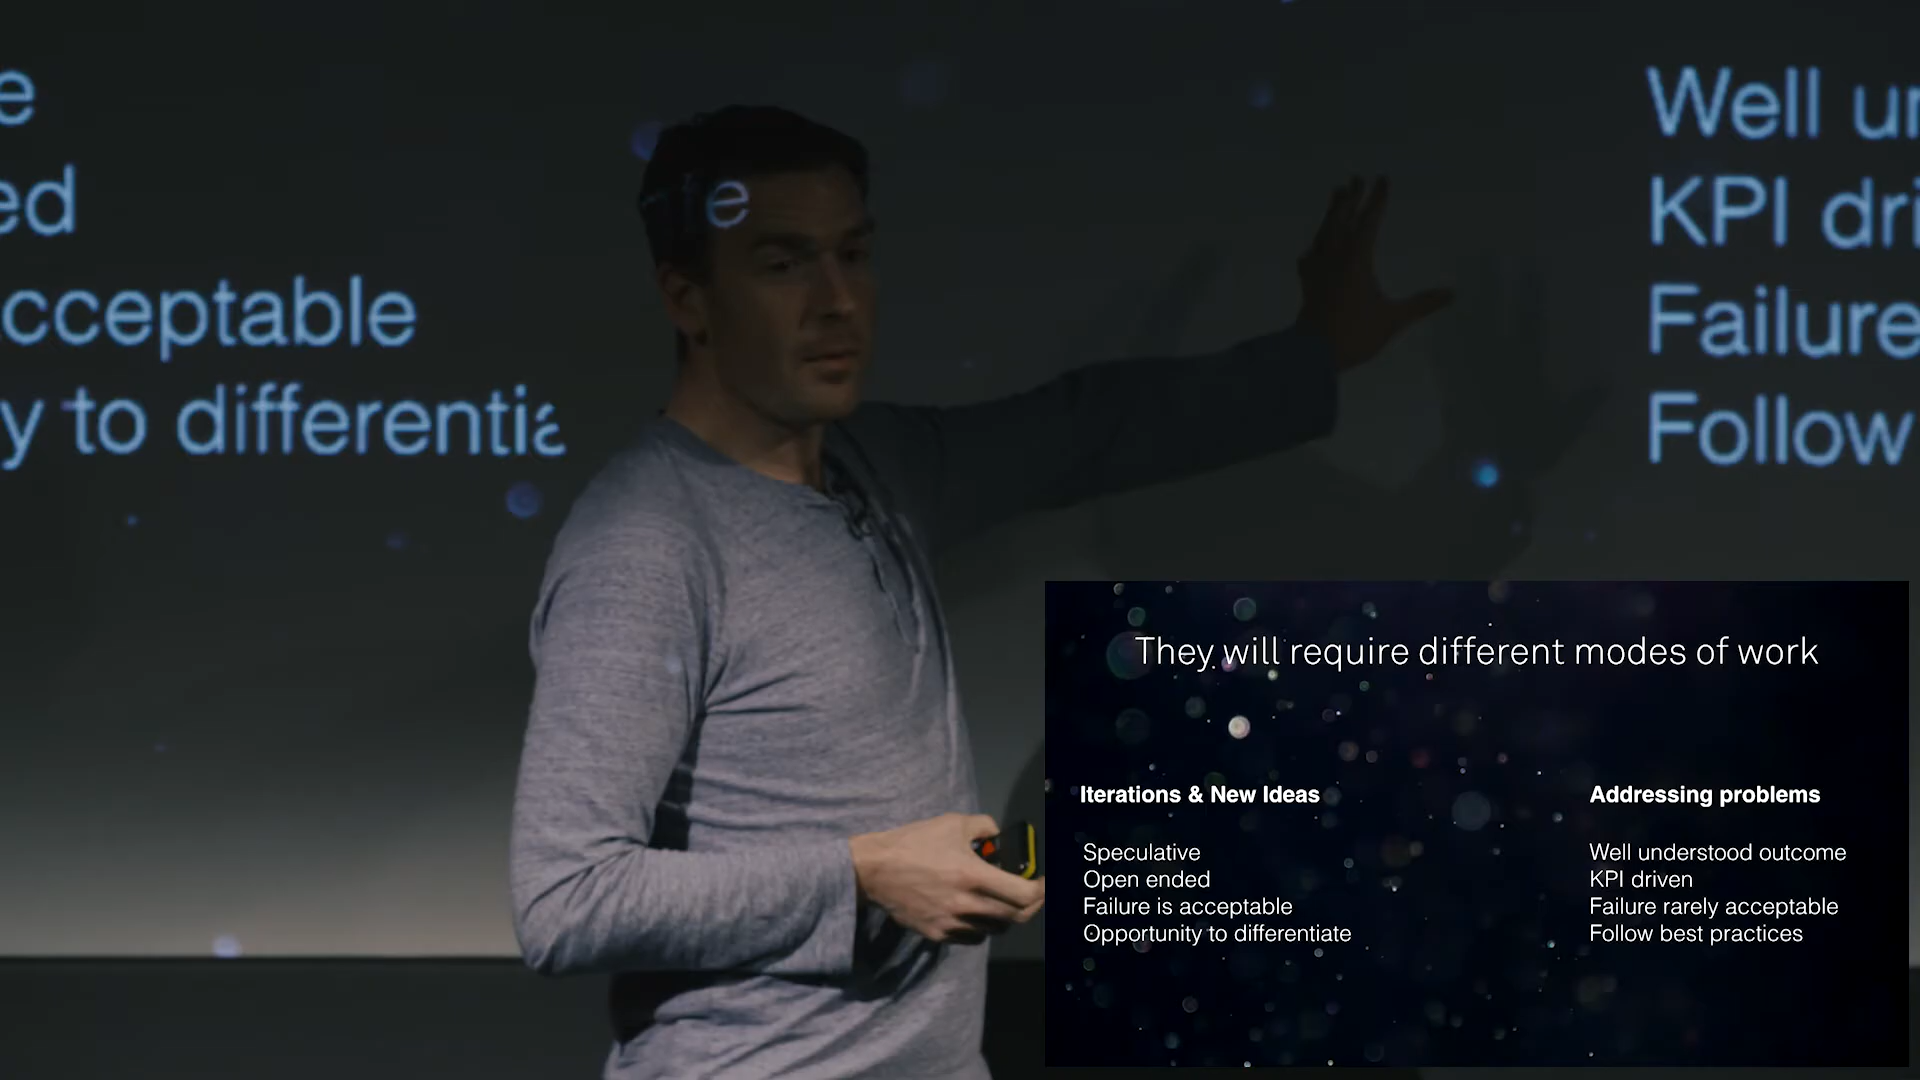 e
ed
cceptable
y to differentia
te
Well un
KPI dri
Failure
Follow
They will require different modes of work
Iterations & New Ideas
Speculative
Open ended
Failure is acceptable
Opportunity to differentiate
Addressing problems
Well understood outcome
KPI driven
Failure rarely acceptable
Follow best practices